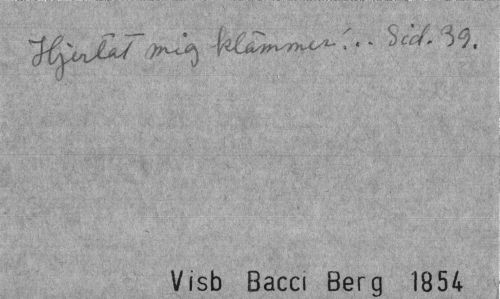 Hjertat mig klämmer!.. Sid. 39.
Visb Bacci Berg 1854